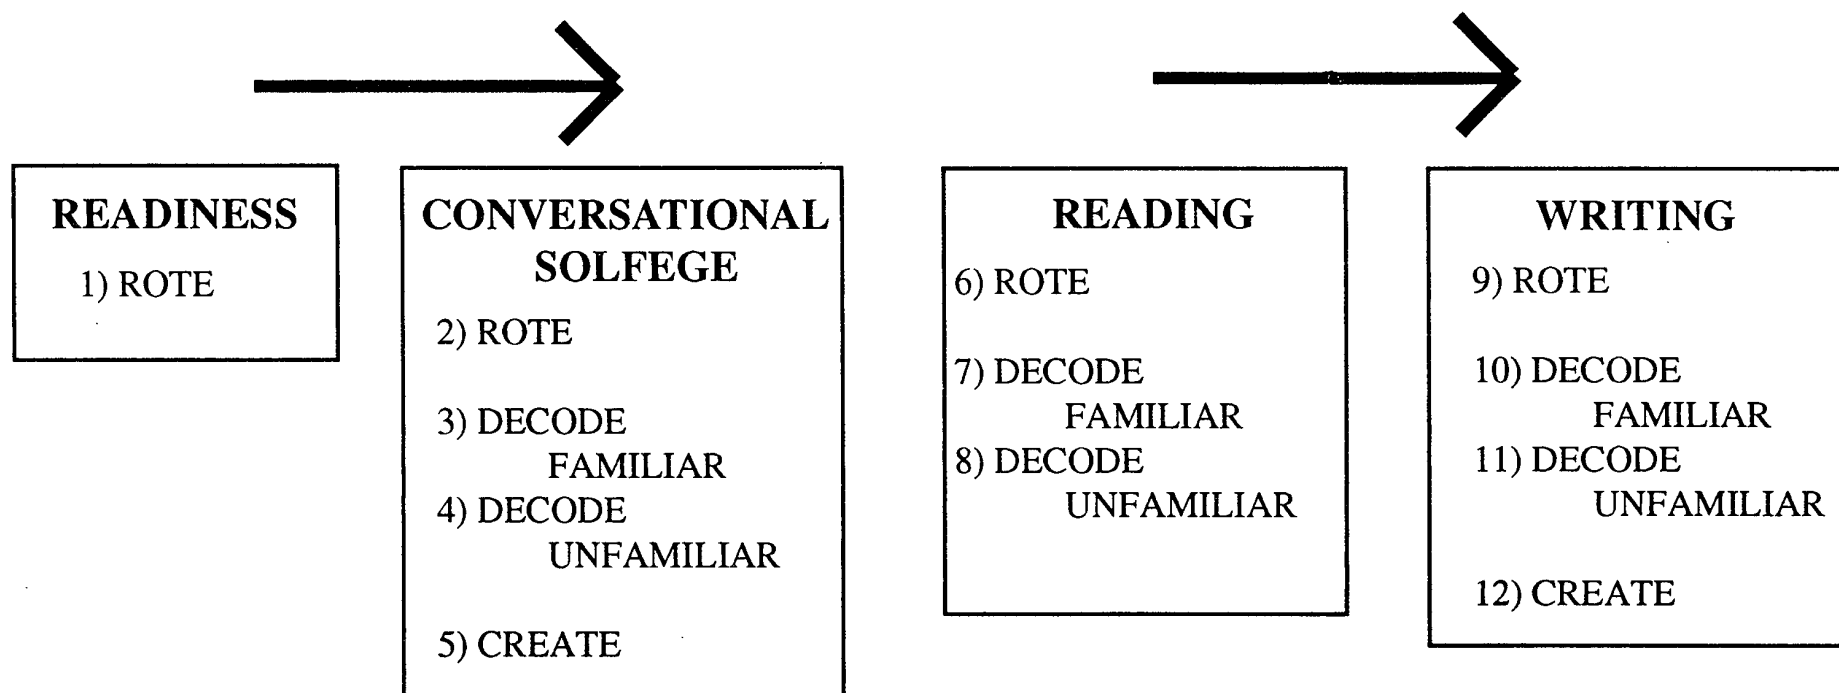 READINESS
1) ROTE
CONVERSATIONAL
SOLFEGE
2) ROTE
3) DECODE
FAMILIAR
4) DECODE
UNFAMILIAR
5) CREATE
READING
6) ROTE
7) DECODE
FAMILIAR
8) DECODE
UNFAMILIAR
WRITING
9) ROTE
10) DECODE
FAMILIAR
11) DECODE
UNFAMILIAR
12) CREATE